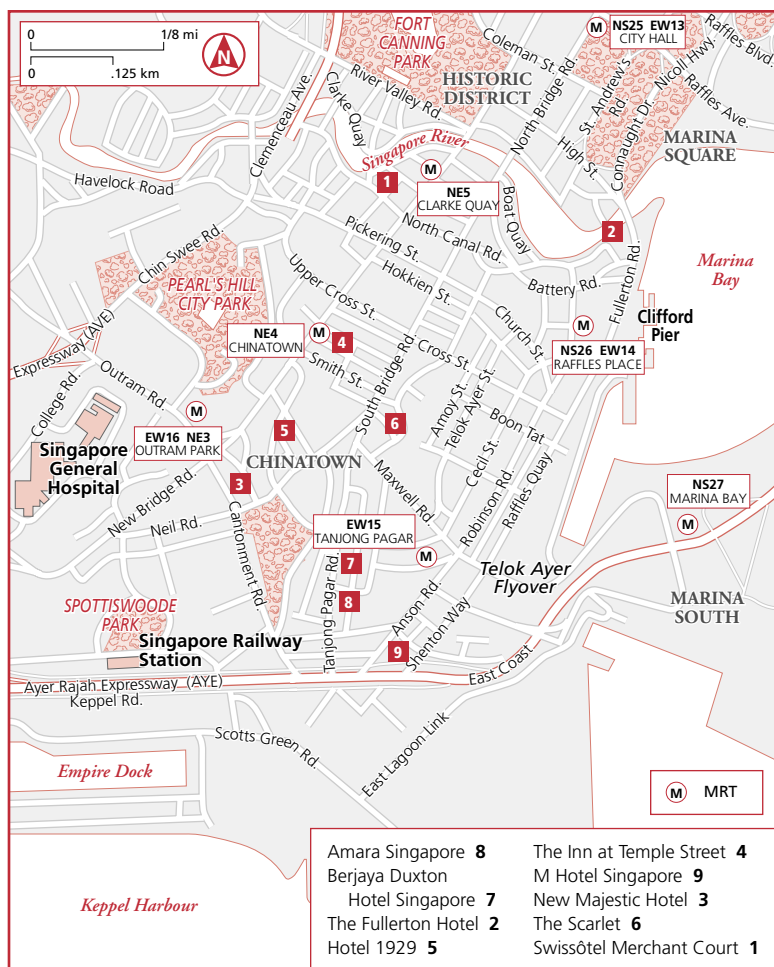 0 1/8 mi
0 .125 km
N
FORT
CANNING
PARK
NS25 EW13
CITY HALL
Raffles Blvd.
Coleman St.
Nicoll Hwy.
St. Andrew's
Rd.
Raffles Ave.
Clemenceau Ave.
Clarke Quay
River Valley Rd.
HISTORIC
DISTRICT
North Bridge Rd.
Connaught Dr.
MARINA
SQUARE
High St.
Singapore River
Havelock Road
1
M
NE5
CLARKE QUAY
Boat Quay
2
Pickering St.
North Canal Rd.
Chin Swee Rd.
Hokkien St.
Battery Rd.
Fullerton Rd.
Marina
Bay
PEARL'S HILL
CITY PARK
Upper Cross St.
Church St.
Clifford
Pier
Expressway (AVE)
NE4
CHINATOWN
M
4
Cross St.
M
NS26 EW14
RAFFLES PLACE
Smith St.
South Bridge Rd.
College Rd.
Outram Rd.
Amoy St.
Telok Ayer St.
Boon Tat
M
EW16 NE3
OUTRAM PARK
5
6
Singapore
General
Hospital
CHINATOWN
Cecil St.
Robinson Rd.
Raffles Quay
NS27
MARINA BAY
M
3
Maxwell Rd.
New Bridge Rd.
Neil Rd.
Cantonment Rd.
EW15
TANJONG PAGAR
M
7
Telok Ayer
Flyover
Tanjong Pagar Rd.
8
Anson Rd.
Shenton Way
MARINA
SOUTH
SPOTTISWOODE
PARK
Singapore Railway
Station
9
East Coast
Ayer Rajah Expressway (AYE)
Keppel Rd.
Scotts Green Rd.
East Lagoon Link
Empire Dock
M MRT
Keppel Harbour
Amara Singapore 8
Berjaya Duxton
Hotel Singapore 7
The Fullerton Hotel 2
Hotel 1929 5
The Inn at Temple Street 4
M Hotel Singapore 9
New Majestic Hotel 3
The Scarlet 6
Swissôtel Merchant Court 1